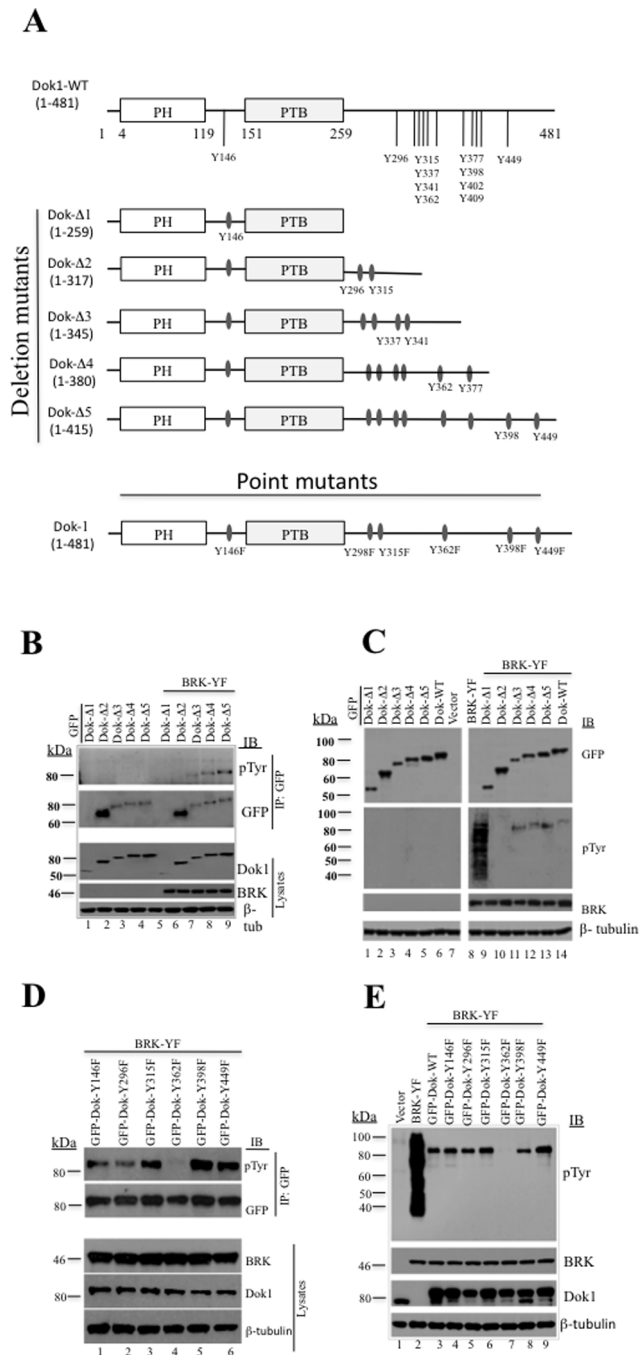 A
Dok1-WT
(1-481)
PH
PTB
1 4 119 151 259 481
Y146
Y296
Y315
Y337
Y341
Y362
Y377
Y398
Y402
Y409
Y449
Deletion mutants
Dok-Δ1
(1-259)
PH
PTB
Y146
Dok-Δ2
(1-317)
PH
PTB
Y296 Y315
Dok-Δ3
(1-345)
PH
PTB
Y337 Y341
Dok-Δ4
(1-380)
PH
PTB
Y362 Y377
Dok-Δ5
(1-415)
PH
PTB
Y398 Y449
Point mutants
Dok-1
(1-481)
PH
PTB
Y146F
Y298F Y315F Y362F Y398F Y449F
B
BRK-YF
GFP
Dok-Δ1
Dok-Δ2
Dok-Δ3
Dok-Δ4
Dok-Δ5
Dok-Δ1
Dok-Δ2
Dok-Δ3
Dok-Δ4
Dok-Δ5
kDa
IB
80
pTyr
80
60
GFP
IP: GFP
80
50
Dok1
46
BRK
β-tub
Lysates
1 2 3 4 5 6 7 8 9
C
BRK-YF
GFP
Dok-Δ1
Dok-Δ2
Dok-Δ3
Dok-Δ4
Dok-Δ5
Dok-WT
Vector
BRK-YF
Dok-Δ1
Dok-Δ2
Dok-Δ3
Dok-Δ4
Dok-Δ5
Dok-WT
kDa
IB
100
80
60
50
GFP
100
80
60
50
40
pTyr
BRK
β- tubulin
1 2 3 4 5 6 7 8 9 10 11 12 13 14
D
BRK-YF
GFP-Dok-Y146F
GFP-Dok-Y296F
GFP-Dok-Y315F
GFP-Dok-Y362F
GFP-Dok-Y398F
GFP-Dok-Y449F
kDa
IB
80
pTyr
80
GFP
IP: GFP
46
BRK
80
Dok1
β-tubulin
Lysates
1 2 3 4 5 6
E
BRK-YF
Vector
BRK-YF
GFP-Dok-WT
GFP-Dok-Y146F
GFP-Dok-Y296F
GFP-Dok-Y315F
GFP-Dok-Y362F
GFP-Dok-Y398F
GFP-Dok-Y449F
kDa
IB
100
80
60
50
40
pTyr
46
BRK
80
Dok1
β-tubulin
1 2 3 4 5 6 7 8 9